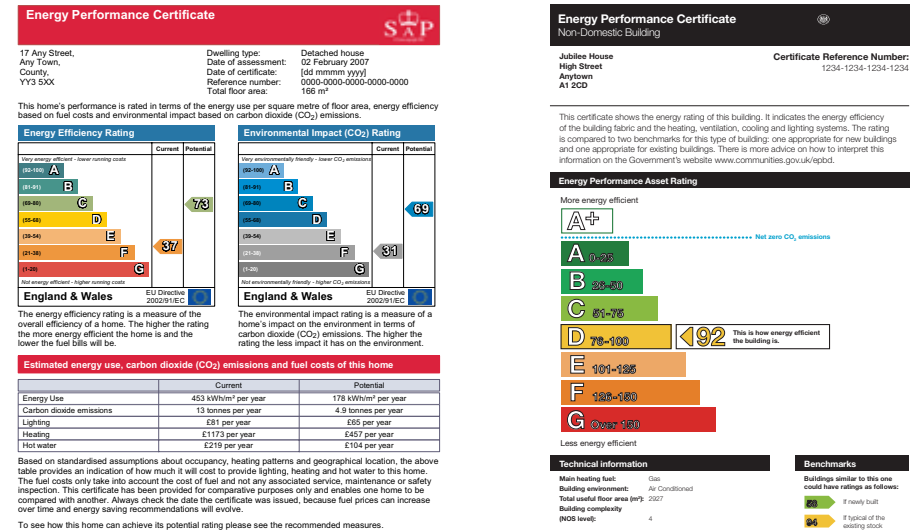 Energy Performance Certificate
SAP
17 Any Street,
Any Town,
County,
YY3 5XX
Dwelling type: Detached house
Date of assessment: 02 February 2007
Date of certificate: [dd mmmm yyyy]
Reference number: 0000-0000-0000-0000-0000
Total floor area: 166 m²
This home's performance is rated in terms of the energy use per square metre of floor area, energy efficiency
based on fuel costs and environmental impact based on carbon dioxide (CO₂) emissions.
Energy Efficiency Rating
Current Potential
Very energy efficient - lower running costs
(92-100) A
(81-91) B
(69-80) C
(55-68) D
(39-54) E
(21-38) F
(1-20) G
37
73
Not energy efficient - higher running costs
England & Wales
EU Directive
2002/91/EC
The energy efficiency rating is a measure of the
overall efficiency of a home. The higher the rating
the more energy efficient the home is and the
lower the fuel bills will be.
Environmental Impact (CO₂) Rating
Current Potential
Very environmentally friendly - lower CO₂ emissions
(92-100) A
(81-91) B
(69-80) C
(55-68) D
(39-54) E
(21-38) F
(1-20) G
31
69
Not environmentally friendly - higher CO₂ emissions
England & Wales
EU Directive
2002/91/EC
The environmental impact rating is a measure of a
home's impact on the environment in terms of
carbon dioxide (CO₂) emissions. The higher the
rating the less impact it has on the environment.
Estimated energy use, carbon dioxide (CO₂) emissions and fuel costs of this home
Current Potential
Energy Use 453 kWh/m² per year 178 kWh/m² per year
Carbon dioxide emissions 13 tonnes per year 4.9 tonnes per year
Lighting £81 per year £65 per year
Heating £1173 per year £457 per year
Hot water £219 per year £104 per year
Based on standardised assumptions about occupancy, heating patterns and geographical location, the above
table provides an indication of how much it will cost to provide lighting, heating and hot water to this home.
The fuel costs only take into account the cost of fuel and not any associated service, maintenance or safety
inspection. This certificate has been provided for comparative purposes only and enables one home to be
compared with another. Always check the date the certificate was issued, because fuel prices can increase
over time and energy saving recommendations will evolve.
To see how this home can achieve its potential rating please see the recommended measures.
Energy Performance Certificate
Non-Domestic Building
Jubilee House
High Street
Anytown
A1 2CD
Certificate Reference Number:
1234-1234-1234-1234
This certificate shows the energy rating of this building. It indicates the energy efficiency
of the building fabric and the heating, ventilation, cooling and lighting systems. The rating
is compared to two benchmarks for this type of building: one appropriate for new buildings
and one appropriate for existing buildings. There is more advice on how to interpret this
information on the Government's website www.communities.gov.uk/epbd.
Energy Performance Asset Rating
More energy efficient
A+
Net zero CO₂ emissions
A 0-25
B 26-50
C 51-75
D 76-100
92 This is how energy efficient
the building is.
E 101-125
F 126-150
G Over 150
Less energy efficient
Technical information
Main heating fuel: Gas
Building environment: Air Conditioned
Total useful floor area (m²): 2927
Building complexity
(NOS level): 4
Benchmarks
Buildings similar to this one
could have ratings as follows:
If newly built
If typical of the
existing stock